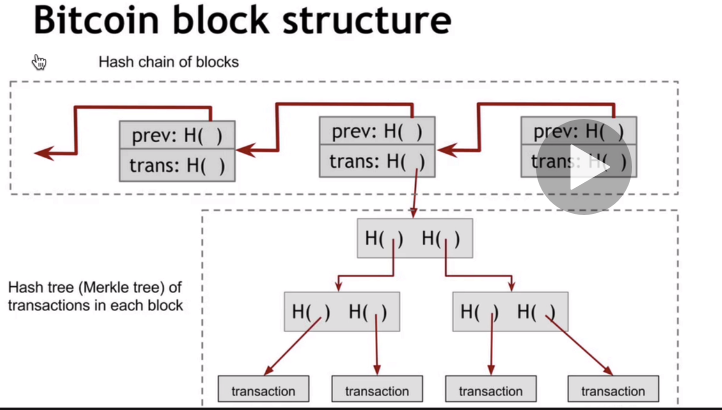 Bitcoin block structure
Hash chain of blocks
prev: H( ) prev: H( ) prev: H( )
trans: H( ) trans: H( ) trans: H( )
H( ) H( )
Hash tree (Merkle tree) of
transactions in each block
H( ) H( ) H( ) H( )
transaction transaction transaction transaction